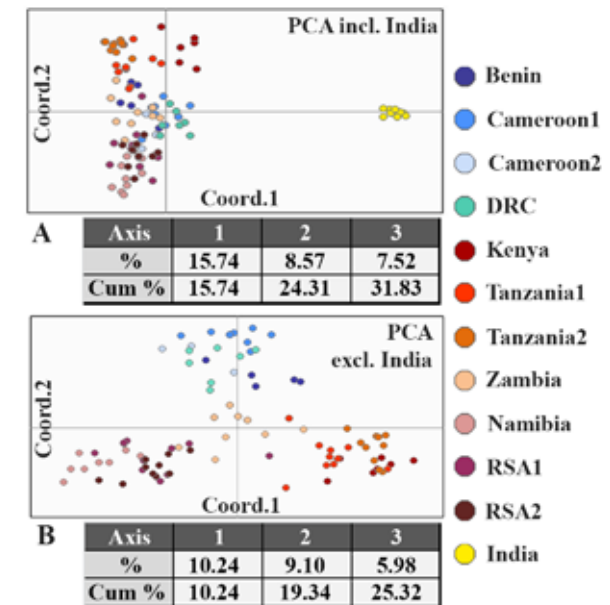 PCA incl. India
Coord.2
Coord.1
A
Axis 1 2 3
% 15.74 8.57 7.52
Cum % 15.74 24.31 31.83
PCA
excl. India
Coord.2
Coord.1
B
Axis 1 2 3
% 10.24 9.10 5.98
Cum % 10.24 19.34 25.32
Benin
Cameroon1
Cameroon2
DRC
Kenya
Tanzania1
Tanzania2
Zambia
Namibia
RSA1
RSA2
India